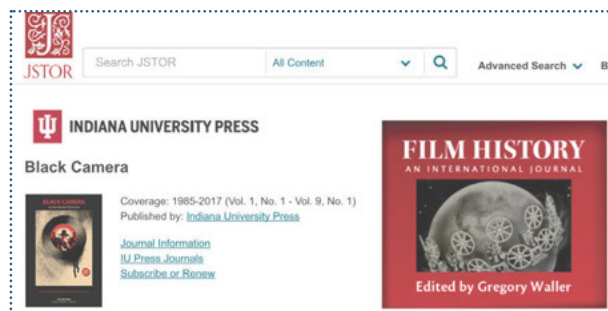 JSTOR
Search JSTOR
All Content
Advanced Search
B
INDIANA UNIVERSITY PRESS
Black Camera
BLACK CAMERA
Coverage: 1985-2017 (Vol. 1, No. 1 - Vol. 9, No. 1)
Published by: Indiana University Press
Journal Information
IU Press Journals
Subscribe or Renew
FILM HISTORY
AN INTERNATIONAL JOURNAL
Edited by Gregory Waller